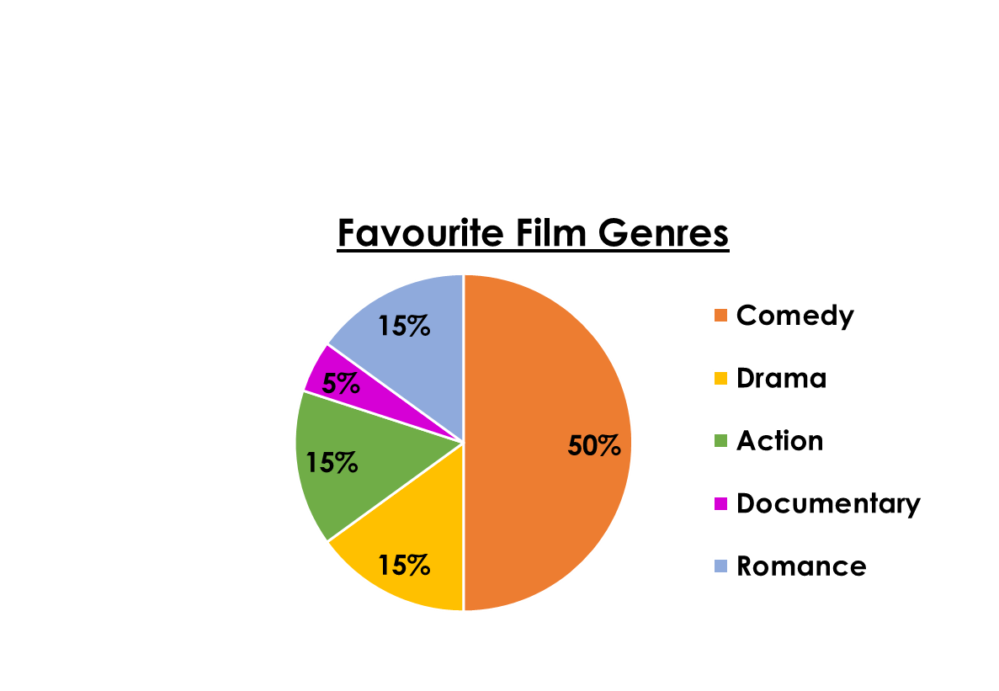 Favourite Film Genres
15%
5%
15%
15%
50%
Comedy
Drama
Action
Documentary
Romance